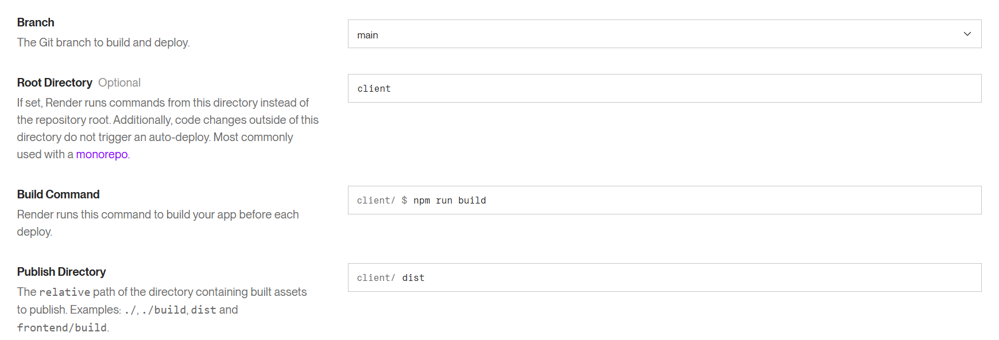 Branch
The Git branch to build and deploy.
main
Root Directory Optional
If set, Render runs commands from this directory instead of
the repository root. Additionally, code changes outside of this
directory do not trigger an auto-deploy. Most commonly
used with a monorepo.
client
Build Command
Render runs this command to build your app before each
deploy.
client/ $ npm run build
Publish Directory
The relative path of the directory containing built assets
to publish. Examples: ./, ./build, dist and
frontend/build.
client/ dist